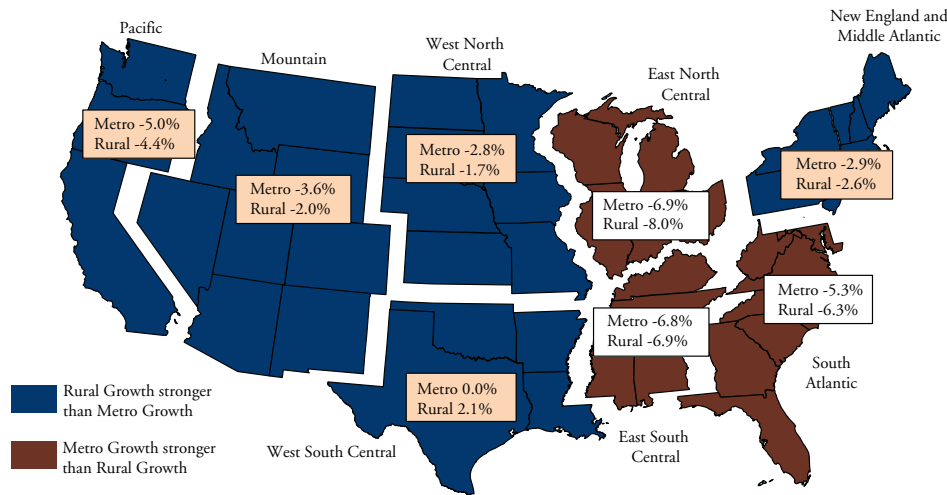 Pacific
Mountain
West North
Central
East North
Central
New England and
Middle Atlantic
Metro -5.0%
Rural -4.4%
Metro -3.6%
Rural -2.0%
Metro -2.8%
Rural -1.7%
Metro -6.9%
Rural -8.0%
Metro -2.9%
Rural -2.6%
Metro -5.3%
Rural -6.3%
Metro -6.8%
Rural -6.9%
Metro 0.0%
Rural 2.1%
South
Atlantic
East South
Central
West South Central
Rural Growth stronger
than Metro Growth
Metro Growth stronger
than Rural Growth